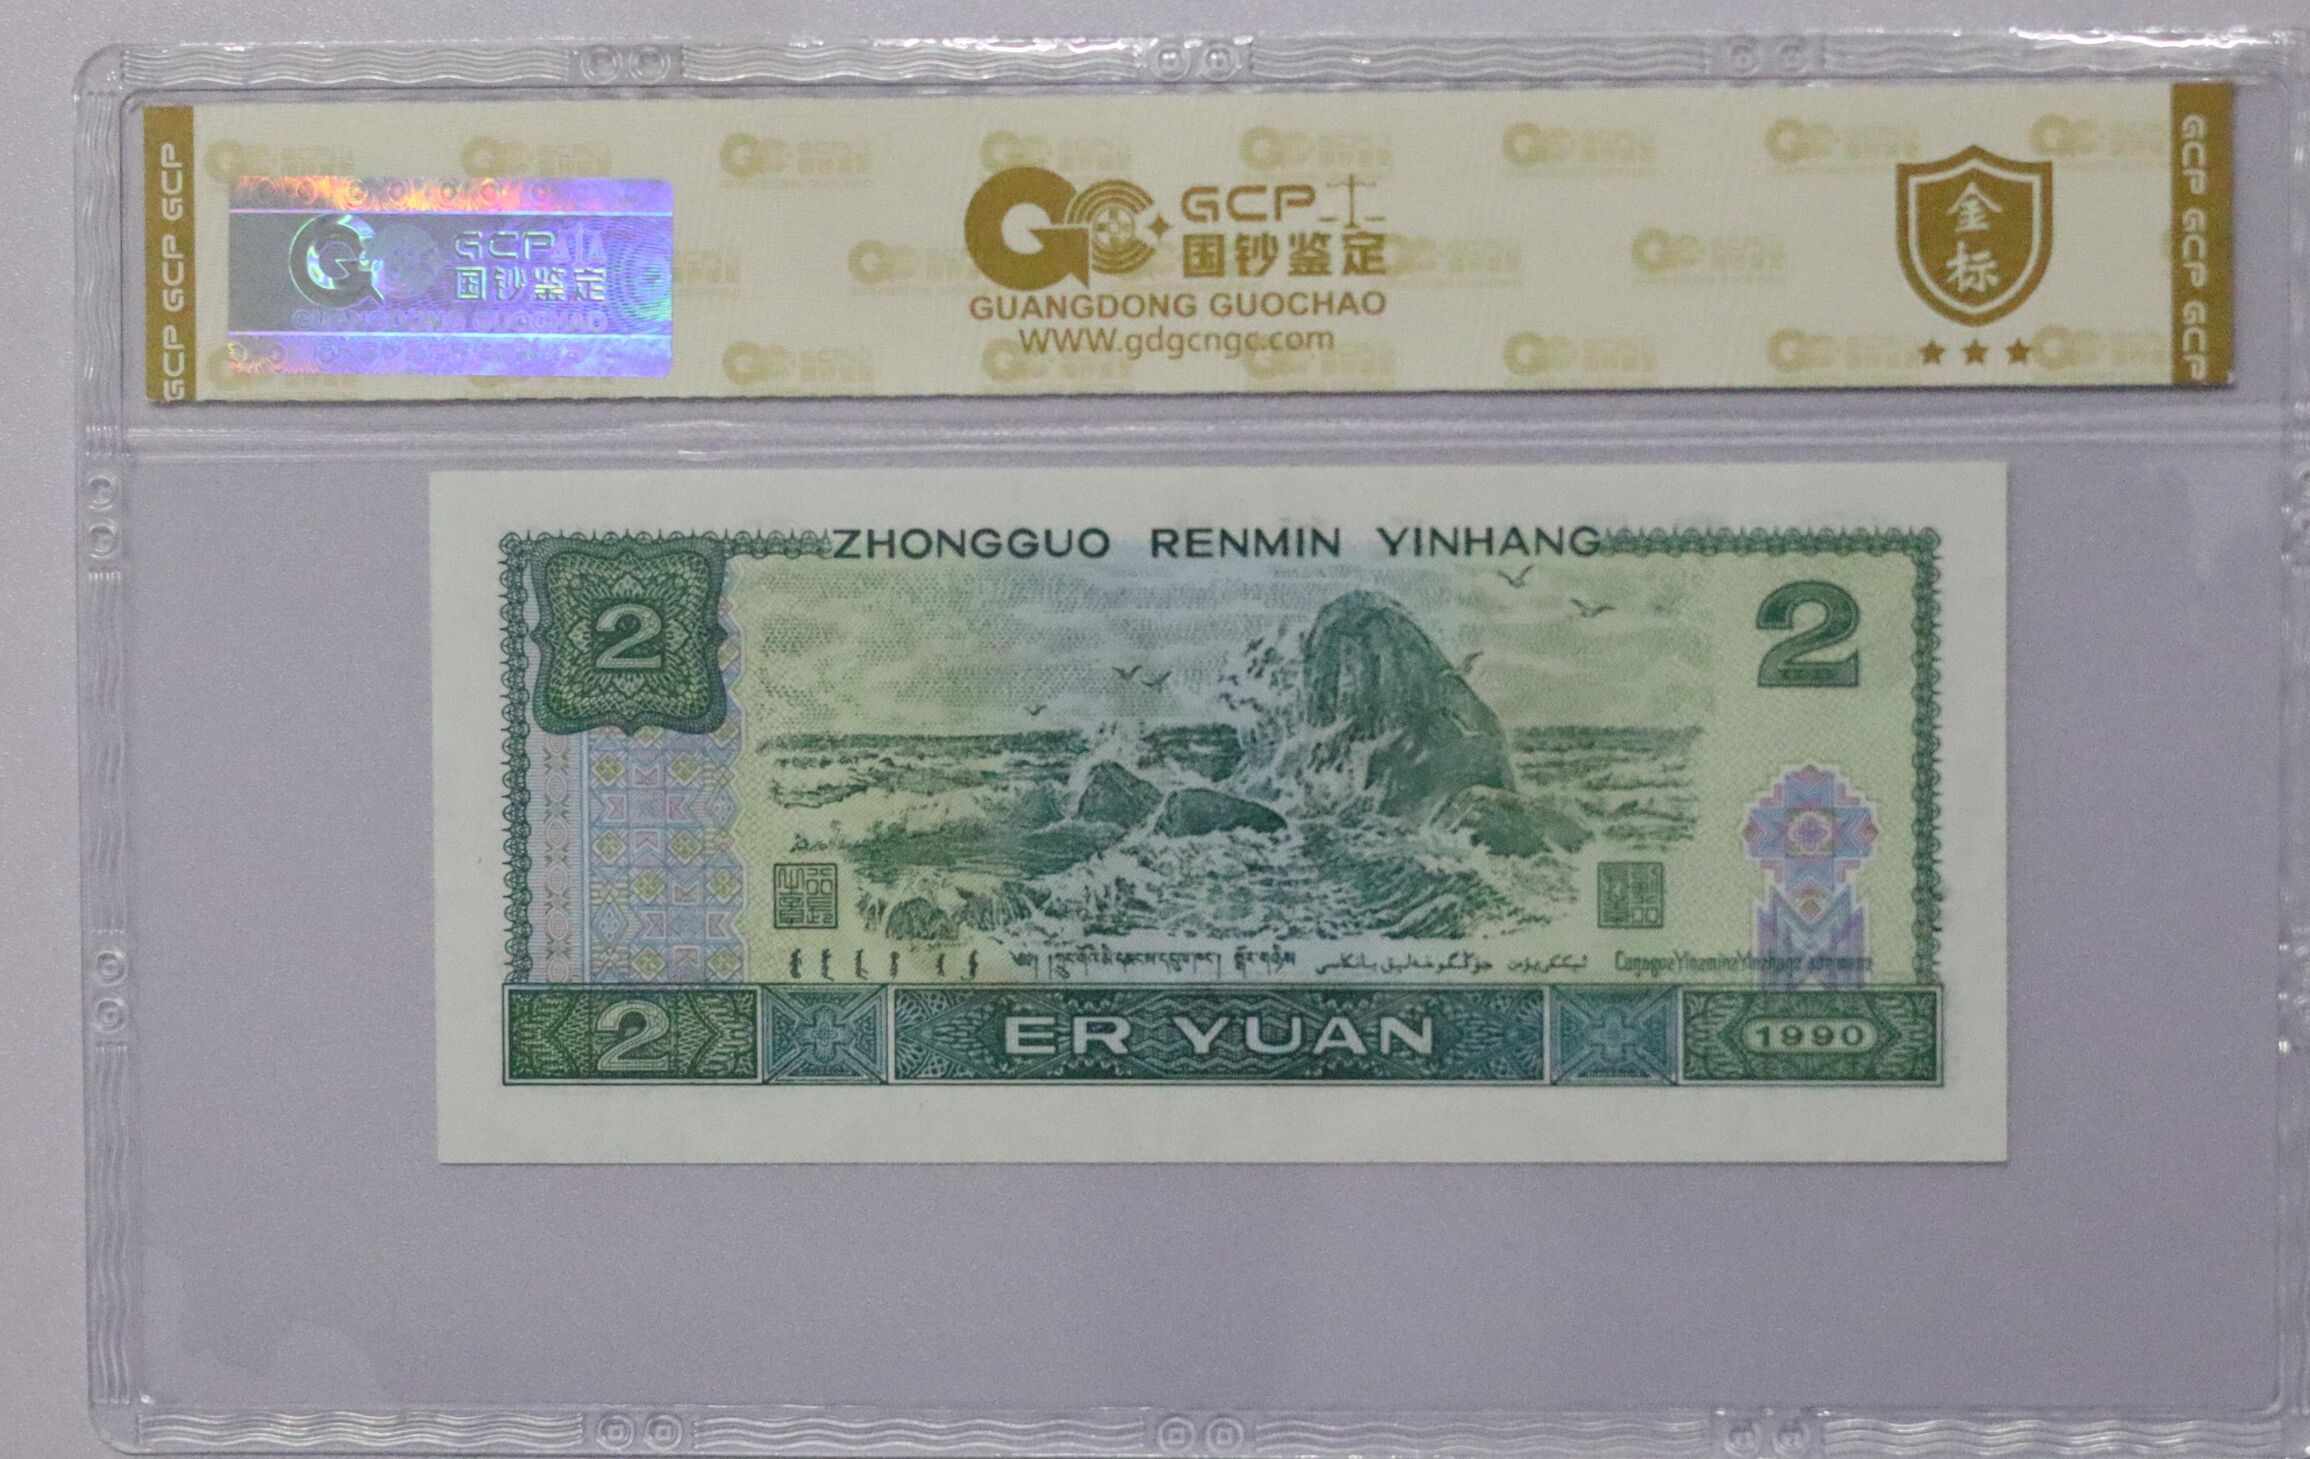 GCP GCP GCP
GCP
国钞鉴定
GUANGDONG GUOCHAO
GCP
国钞鉴定
GUANGDONG GUOCHAO
www.gdgcngc.com
金
标
GCP GCP GCP
ZHONGGUO RENMIN YINHANG
2
2
2
ER YUAN
1990